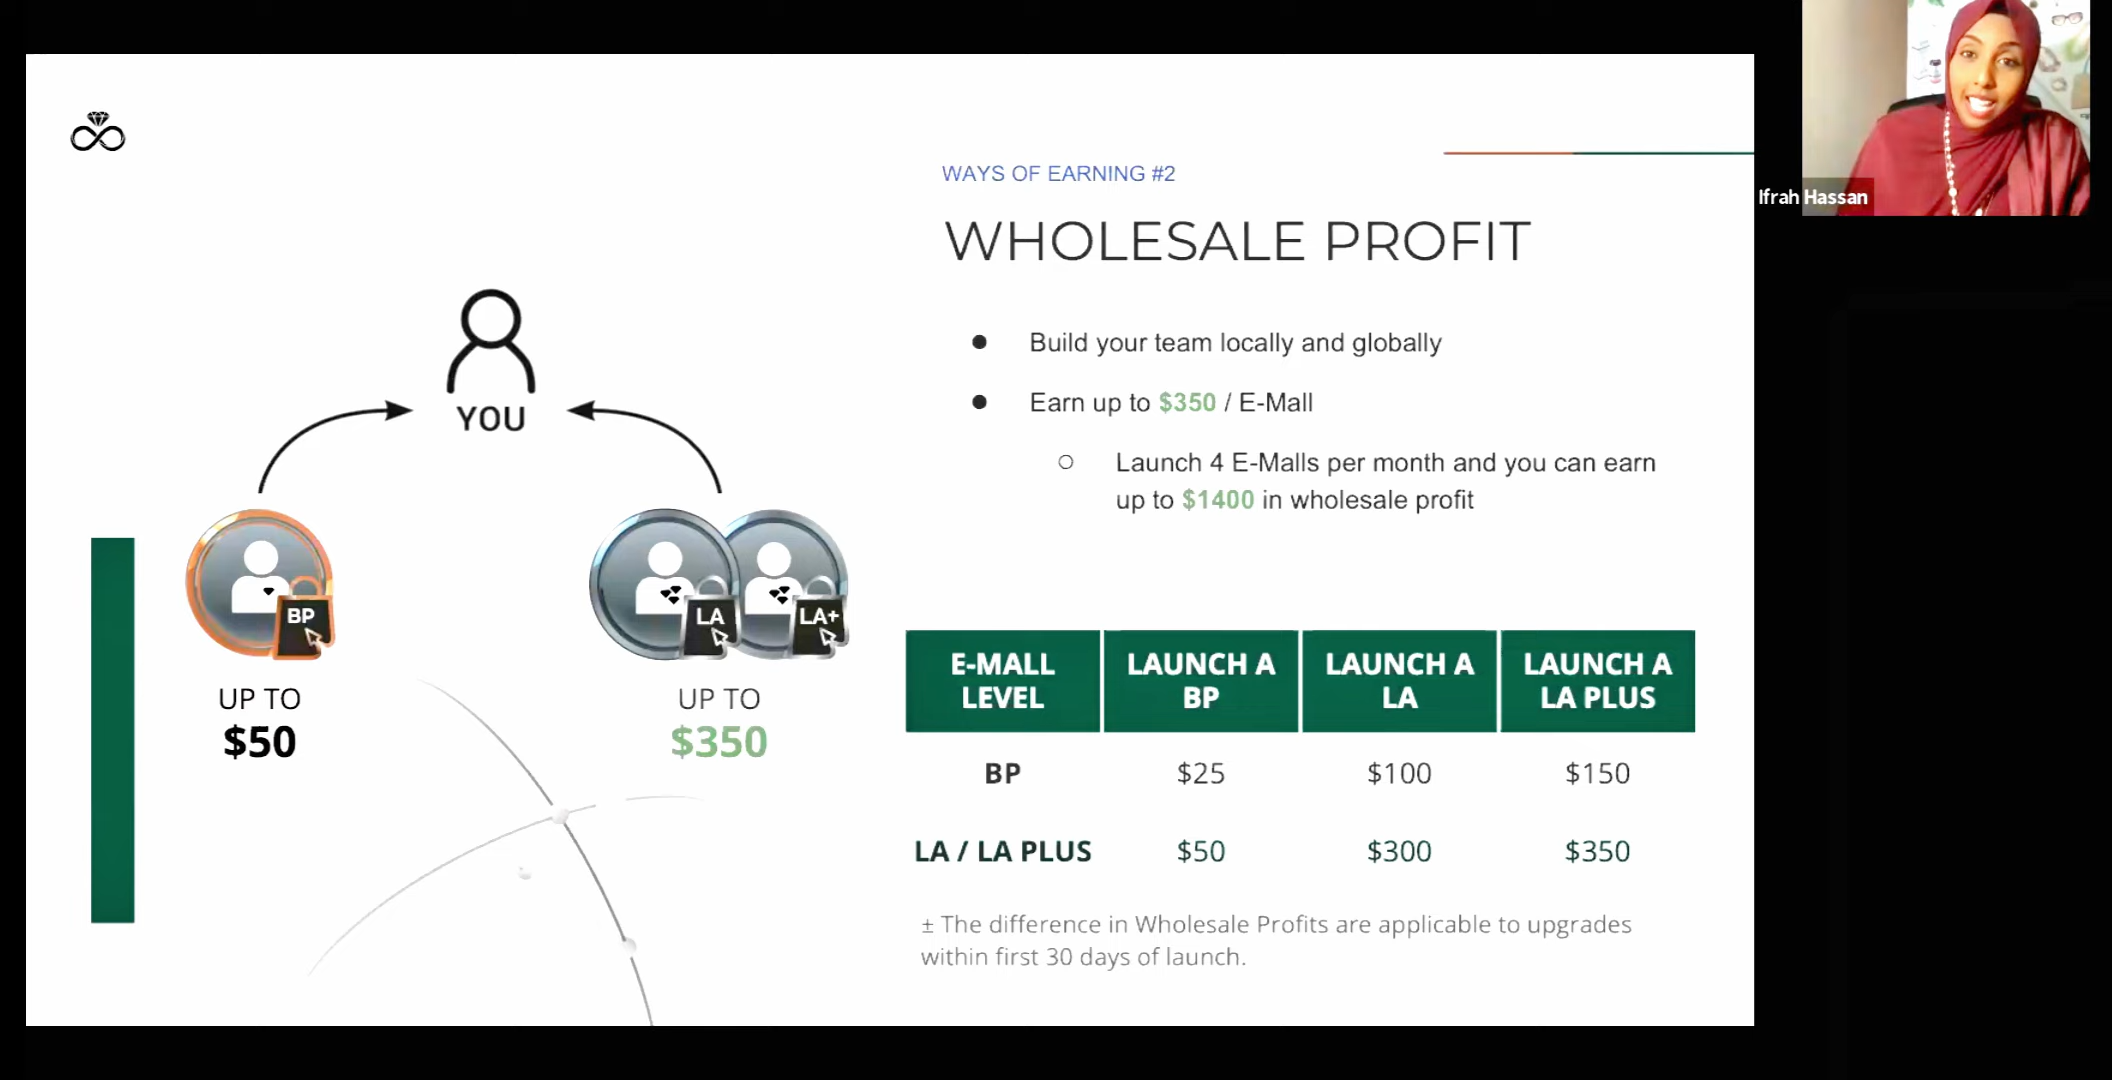 WAYS OF EARNING #2
WHOLESALE PROFIT
● Build your team locally and globally
● Earn up to $350 / E-Mall
○ Launch 4 E-Malls per month and you can earn
up to $1400 in wholesale profit
YOU
BP
LA
LA+
UP TO
$50
UP TO
$350
E-MALL LEVEL
LAUNCH A BP
LAUNCH A LA
LAUNCH A LA PLUS
BP $25 $100 $150
LA / LA PLUS $50 $300 $350
± The difference in Wholesale Profits are applicable to upgrades
within first 30 days of launch.
Ifrah Hassan